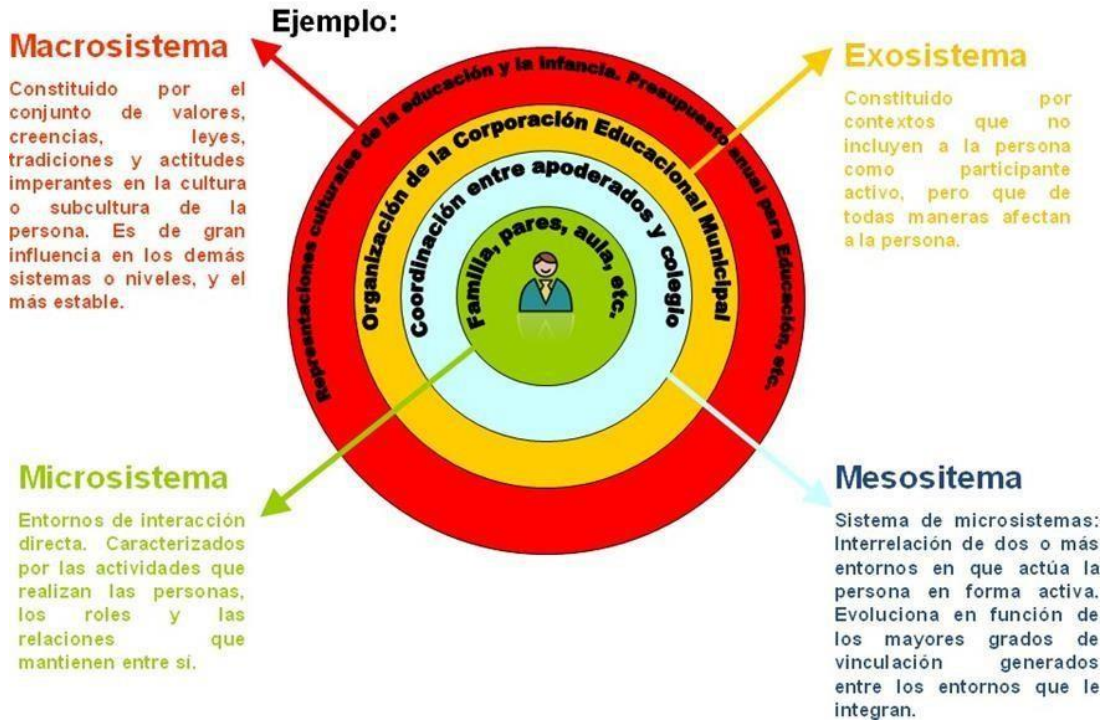 Ejemplo:
Macrosistema
Constituido por el
conjunto de valores,
creencias, leyes,
tradiciones y actitudes
imperantes en la cultura
o subcultura de la
persona. Es de gran
influencia en los demás
sistemas o niveles, y el
más estable.
Exosistema
Constituido por
contextos que no
incluyen a la persona
como participante
activo, pero que de
todas maneras afectan
a la persona.
Representaciones culturales de la educación y la infancia. Presupuesto anual para Educación, etc.
Organización de la Corporación Educacional Municipal
Coordinación entre apoderados y colegio
Familia, pares, aula, etc.
Microsistema
Entornos de interacción
directa. Caracterizados
por las actividades que
realizan las personas,
los roles y las
relaciones que
mantienen entre sí.
Mesositema
Sistema de microsistemas:
Interrelación de dos o más
entornos en que actúa la
persona en forma activa.
Evoluciona en función de
los mayores grados de
vinculación generados
entre los entornos que le
integran.